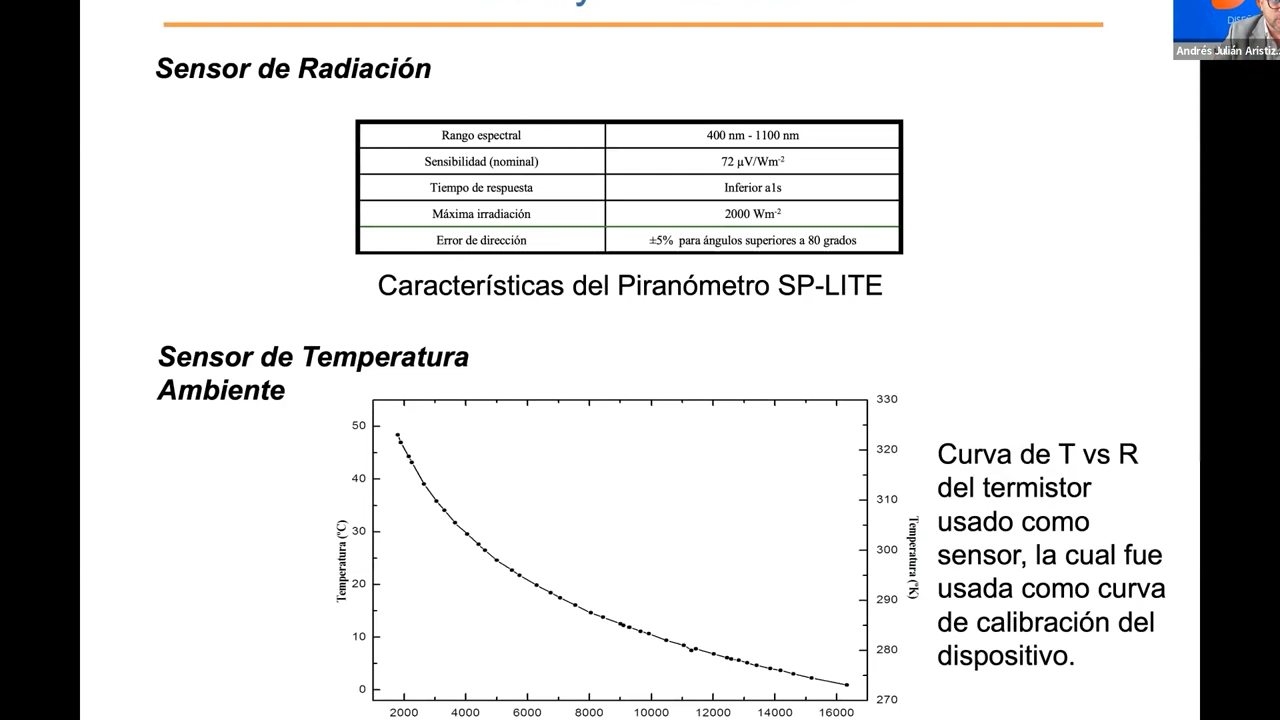 Andrés Julián Aristiz...
Sensor de Radiación
Rango espectral 400 nm - 1100 nm
Sensibilidad (nominal) 72 µV/Wm⁻²
Tiempo de respuesta Inferior a1s
Máxima irradiación 2000 Wm⁻²
Error de dirección ±5% para ángulos superiores a 80 grados
Características del Piranómetro SP-LITE
Sensor de Temperatura
Ambiente
330
50
320
40
310
30
300
20
290
10
280
0
270
Temperatura (ºC)
Temperatura (ºK)
2000 4000 6000 8000 10000 12000 14000 16000
Curva de T vs R
del termistor
usado como
sensor, la cual fue
usada como curva
de calibración del
dispositivo.